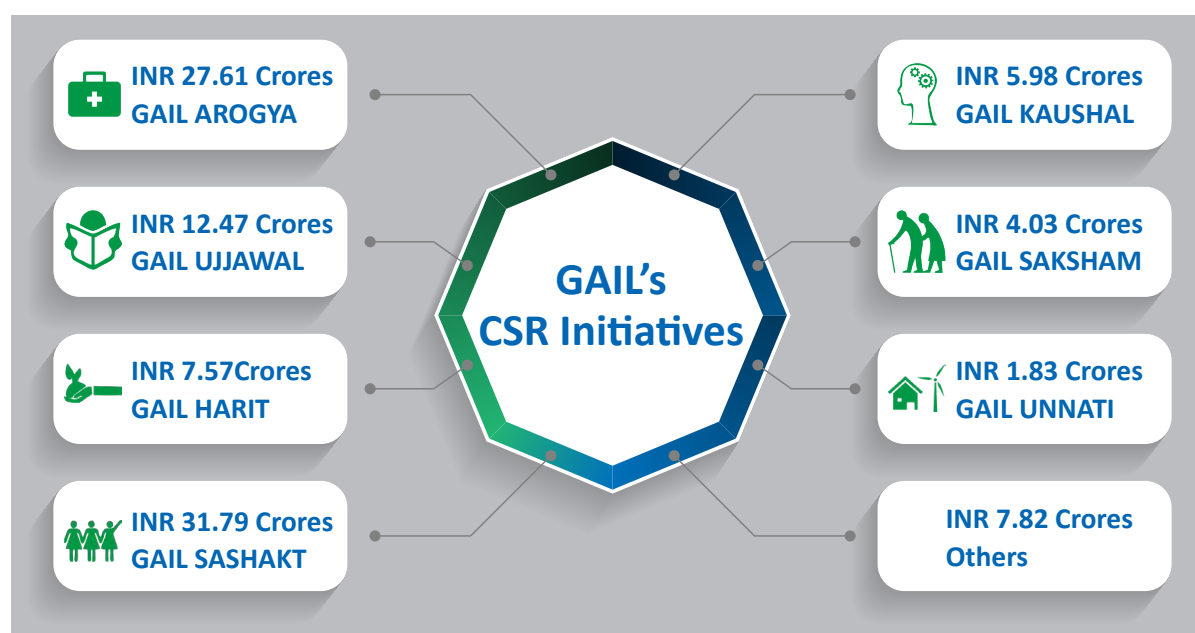 INR 27.61 Crores
GAIL AROGYA
INR 12.47 Crores
GAIL UJJAWAL
INR 7.57Crores
GAIL HARIT
INR 31.79 Crores
GAIL SASHAKT
GAIL's
CSR Initiatives
INR 5.98 Crores
GAIL KAUSHAL
INR 4.03 Crores
GAIL SAKSHAM
INR 1.83 Crores
GAIL UNNATI
INR 7.82 Crores
Others